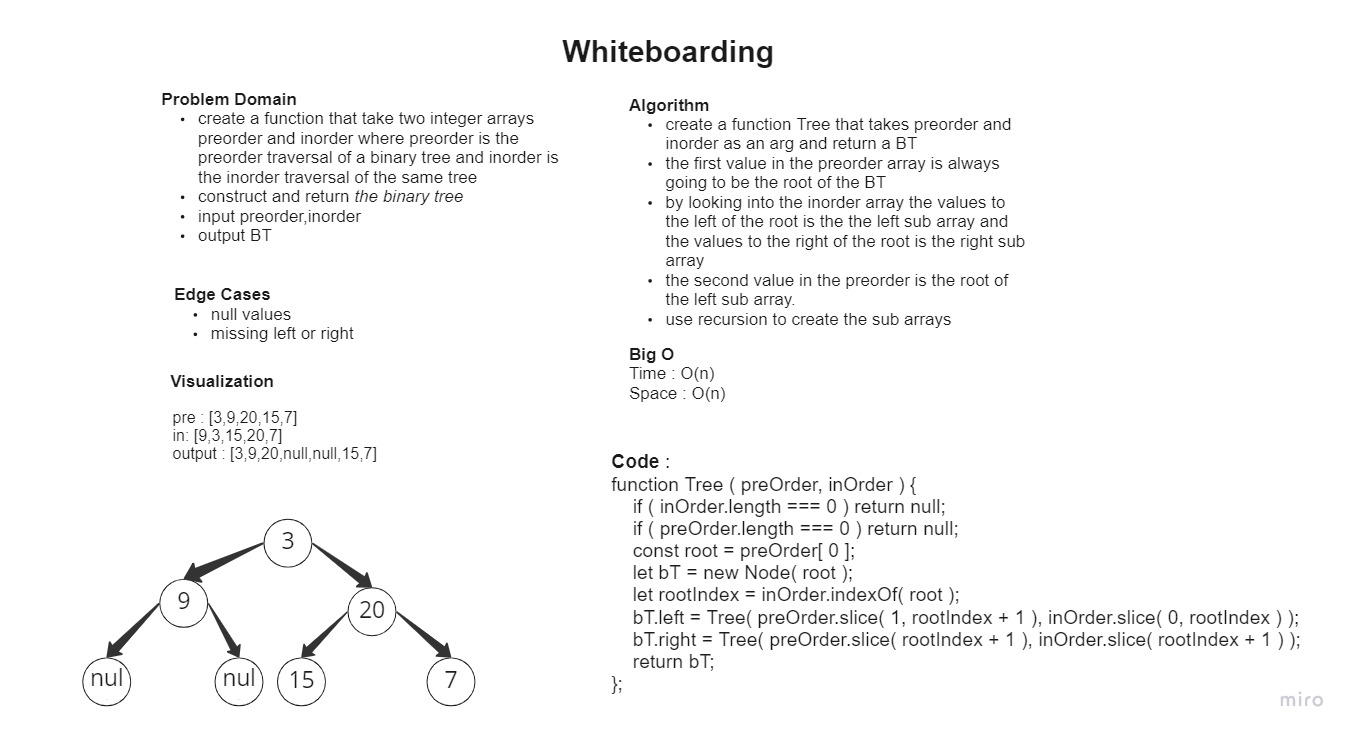 Whiteboarding
Problem Domain
• create a function that take two integer arrays
preorder and inorder where preorder is the
preorder traversal of a binary tree and inorder is
the inorder traversal of the same tree
• construct and return the binary tree
• input preorder,inorder
• output BT
Edge Cases
• null values
• missing left or right
Visualization
pre : [3,9,20,15,7]
in: [9,3,15,20,7]
output : [3,9,20,null,null,15,7]
3
9
20
nul
nul
15
7
Algorithm
• create a function Tree that takes preorder and
inorder as an arg and return a BT
• the first value in the preorder array is always
going to be the root of the BT
• by looking into the inorder array the values to
the left of the root is the the left sub array and
the values to the right of the root is the right sub
array
• the second value in the preorder is the root of
the left sub array.
• use recursion to create the sub arrays
Big O
Time : O(n)
Space : O(n)
Code :
function Tree ( preOrder, inOrder ) {
if ( inOrder.length === 0 ) return null;
if ( preOrder.length === 0 ) return null;
const root = preOrder[ 0 ];
let bT = new Node( root );
let rootIndex = inOrder.indexOf( root );
bT.left = Tree( preOrder.slice( 1, rootIndex + 1 ), inOrder.slice( 0, rootIndex ) );
bT.right = Tree( preOrder.slice( rootIndex + 1 ), inOrder.slice( rootIndex + 1 ) );
return bT;
};
miro